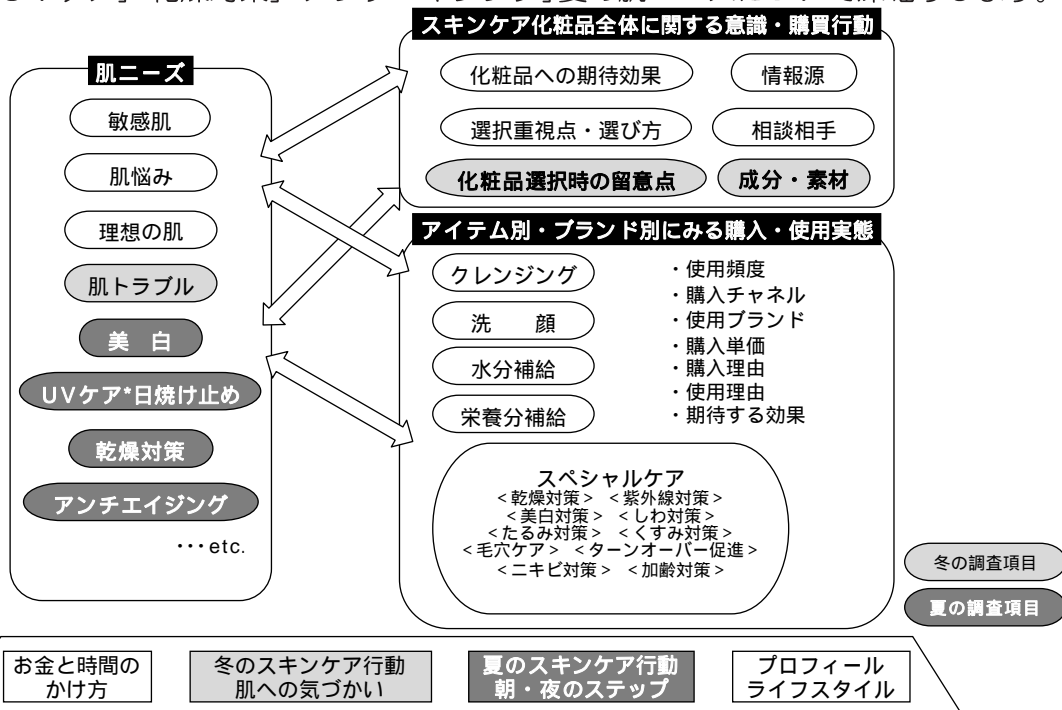 スキンケア化粧品全体に関する意識・購買行動
肌ニーズ
敏感肌
肌悩み
理想の肌
肌トラブル
美　白
UVケア*日焼け止め
乾燥対策
アンチエイジング
･･･etc.
化粧品への期待効果
情報源
選択重視点・選び方
相談相手
化粧品選択時の留意点
成分・素材
アイテム別・ブランド別にみる購入・使用実態
クレンジング
洗　　顔
水分補給
栄養分補給
・使用頻度
・購入チャネル
・使用ブランド
・購入単価
・購入理由
・使用理由
・期待する効果
スペシャルケア
<乾燥対策> <紫外線対策>
<美白対策> <しわ対策>
<たるみ対策> <くすみ対策>
<毛穴ケア> <ターンオーバー促進>
<ニキビ対策> <加齢対策>
冬の調査項目
夏の調査項目
お金と時間の
かけ方
冬のスキンケア行動
肌への気づかい
夏のスキンケア行動
朝・夜のステップ
プロフィール
ライフスタイル